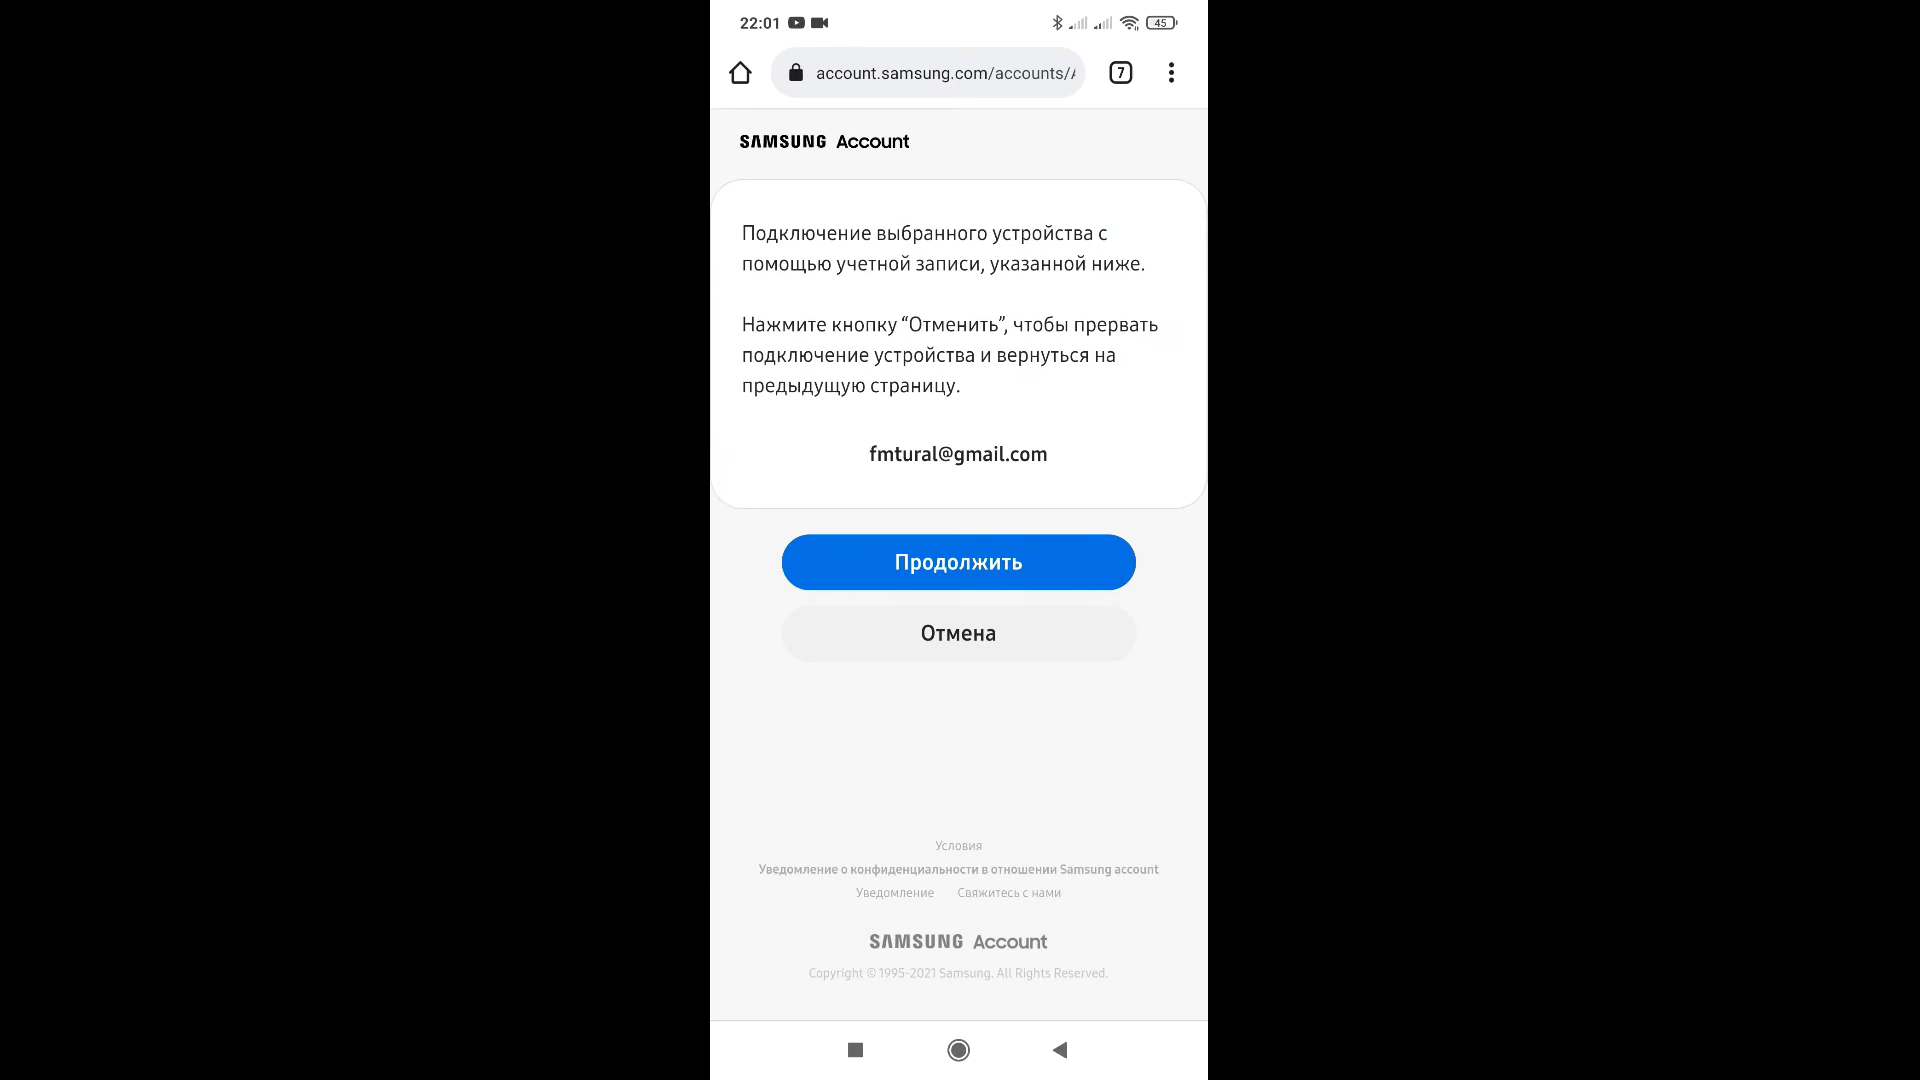 22:01
45
account.samsung.com/accounts/
7
SAMSUNG Account
Подключение выбранного устройства с
помощью учетной записи, указанной ниже.
Нажмите кнопку “Отменить”, чтобы прервать
подключение устройства и вернуться на
предыдущую страницу.
fmtural@gmail.com
Продолжить
Отмена
Условия
Уведомление о конфиденциальности в отношении Samsung account
Уведомление Свяжитесь с нами
SAMSUNG Account
Copyright © 1995-2021 Samsung. All Rights Reserved.